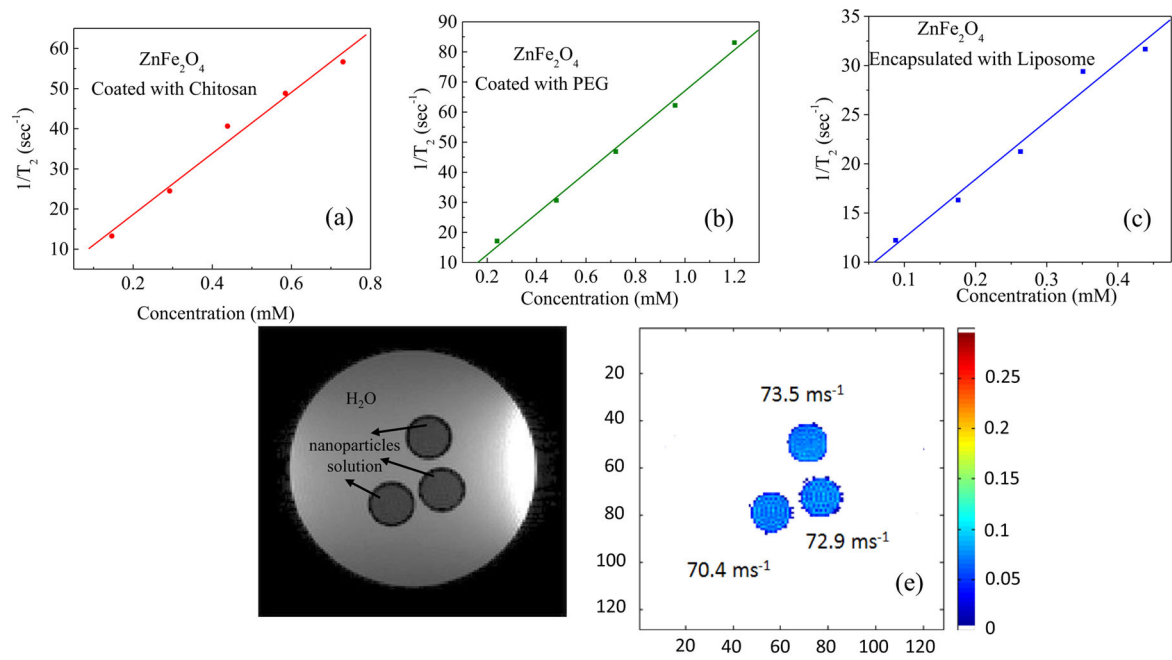 (a)
ZnFe₂O₄
Coated with Chitosan
1/T₂ (sec⁻¹)
60
50
40
30
20
10
0.2
0.4
0.6
0.8
Concentration (mM)
(b)
ZnFe₂O₄
Coated with PEG
1/T₂ (sec⁻¹)
90
80
70
60
50
40
30
20
10
0.2
0.4
0.6
0.8
1.0
1.2
Concentration (mM)
(c)
ZnFe₂O₄
Encapsulated with Liposome
1/T₂ (sec⁻¹)
35
30
25
20
15
10
0.1
0.2
0.3
0.4
Concentration (mM)
H₂O
nanoparticles
solution
20
40
60
80
100
120
73.5 ms⁻¹
72.9 ms⁻¹
70.4 ms⁻¹
(e)
20
40
60
80
100
120
0.25
0.2
0.15
0.1
0.05
0